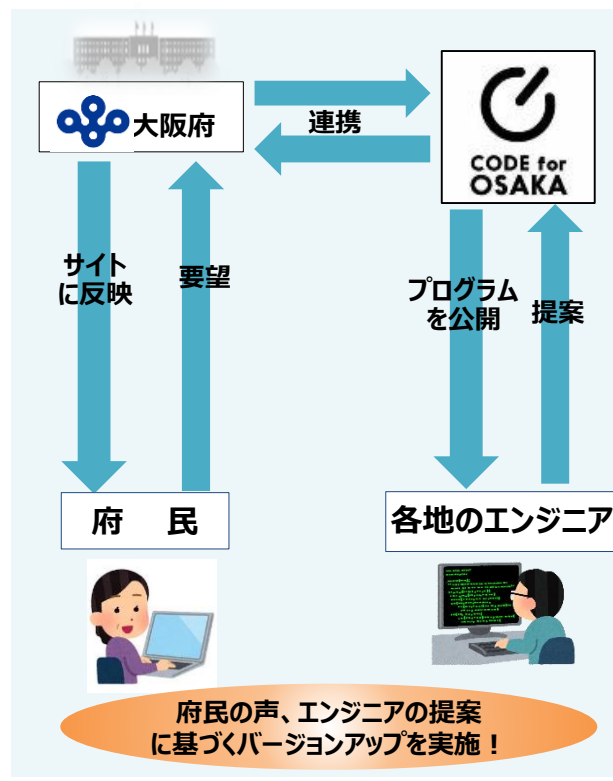 大阪府
連携
CODE for
OSAKA
サイト
に反映
要望
プログラム
を公開
提案
府 民
各地のエンジニア
府民の声、エンジニアの提案
に基づくバージョンアップを実施！